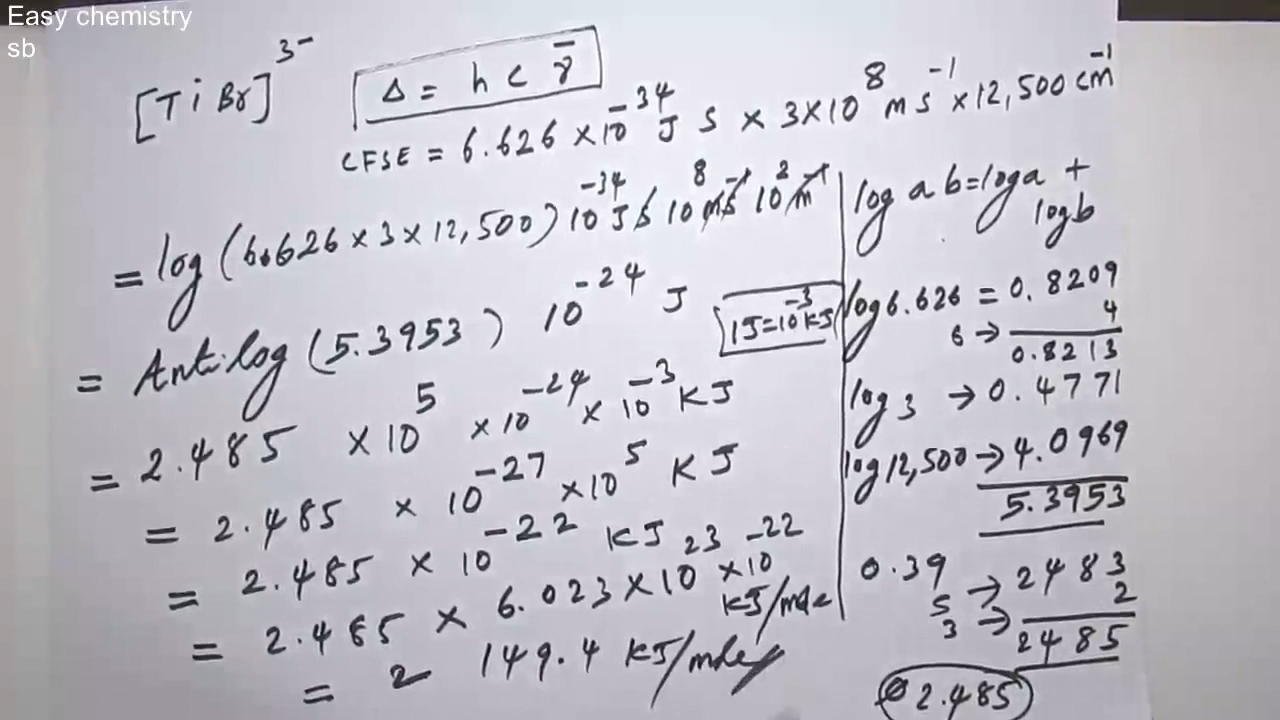 Easy chemistry
sb
[TiBr]³⁻
Δ = h c ν̄
CFSE = 6.626 × 10⁻³⁴ J S × 3×10⁸ m s⁻¹ × 12,500 cm⁻¹
= log (6.626 × 3 × 12,500) 10⁻³⁴ J s 10⁸ ms⁻¹ 10² m⁻¹
= Antilog (5.3953) 10⁻²⁴ J
1J=10⁻³ KJ
= 2.485 × 10⁵ × 10⁻²⁴ × 10⁻³ KJ
= 2.485 × 10⁻²⁷ × 10⁵ KJ
= 2.485 × 10⁻²² KJ
= 2.485 × 6.023 × 10²³ × 10⁻²² KJ/mole
= 149.4 KJ/mole
log a b = log a +
log b
log 6.626 = 0.8209
6 → 4
0.8213
log 3 → 0.4771
log 12,500 → 4.0969
5.3953
0.39
5 → 2483
3 → 2
2485
2.485